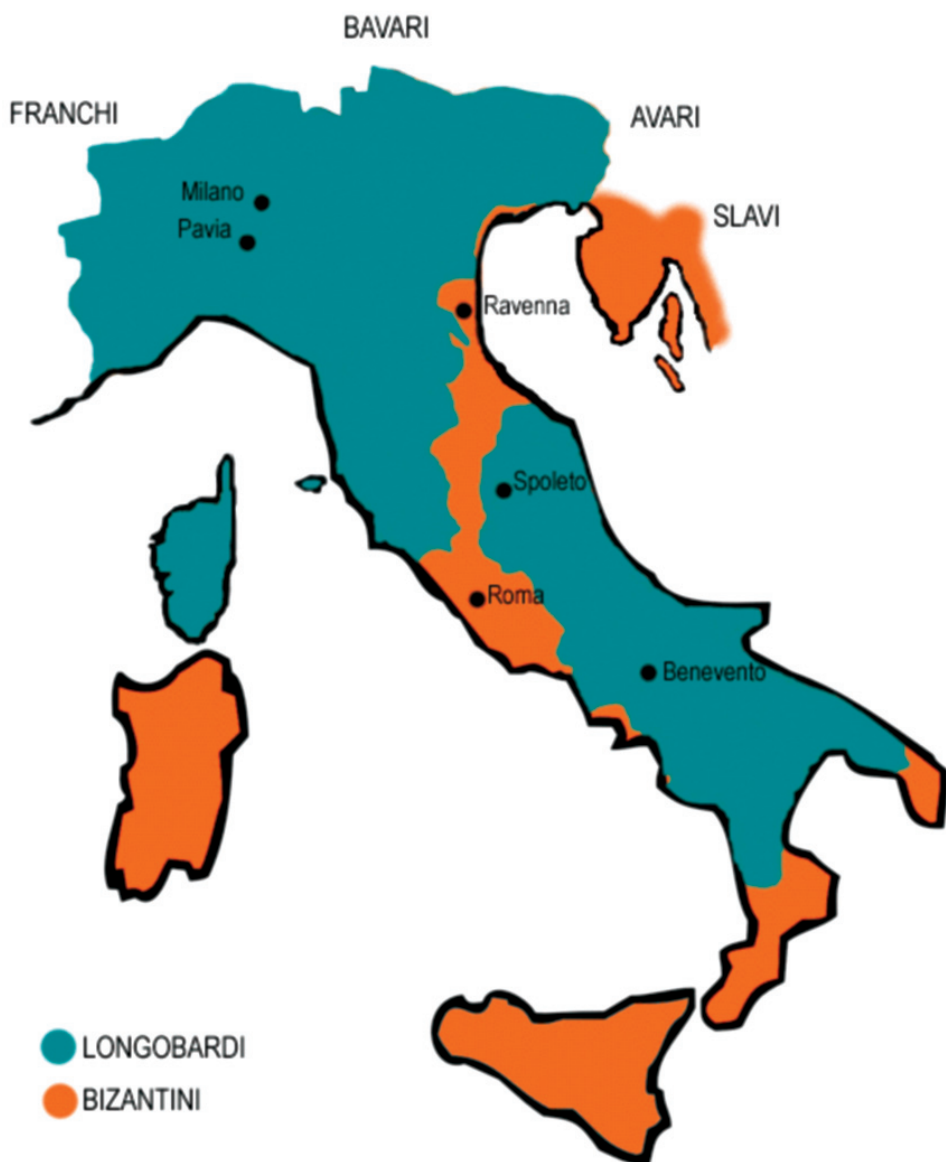 BAVARI
FRANCHI
AVARI
Milano
SLAVI
Pavia
Ravenna
Spoleto
Roma
Benevento
LONGOBARDI
BIZANTINI